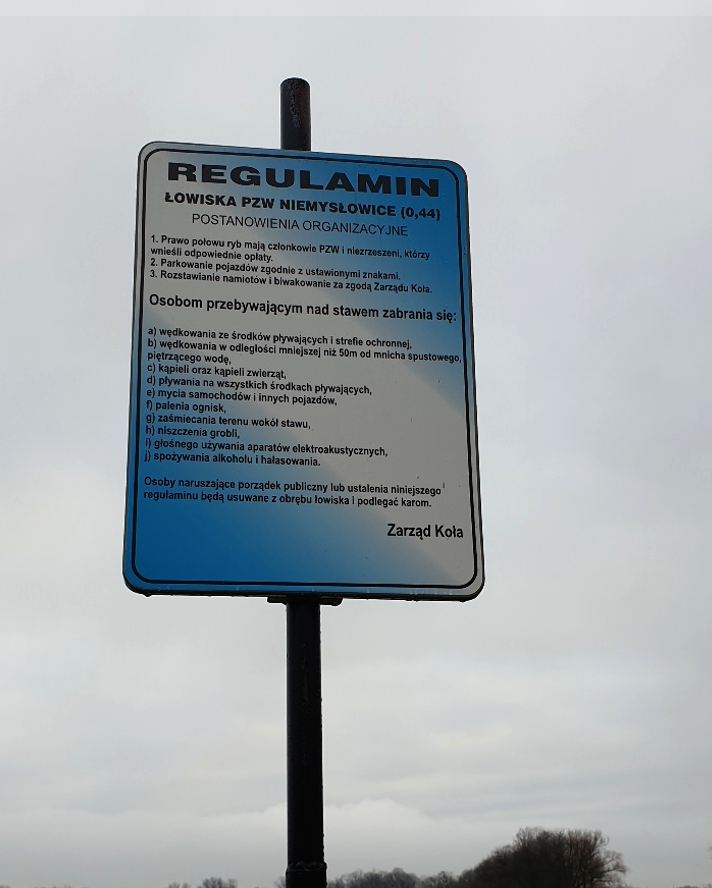 REGULAMIN
ŁOWISKA PZW NIEMYSŁOWICE (0,44)
POSTANOWIENIA ORGANIZACYJNE
1. Prawo połowu ryb mają członkowie PZW i niezrzeszeni, którzy
wnieśli odpowiednie opłaty.
2. Parkowanie pojazdów zgodnie z ustawionymi znakami.
3. Rozstawianie namiotów i biwakowanie za zgodą Zarządu Koła.
Osobom przebywającym nad stawem zabrania się:
a) wędkowania ze środków pływających i strefie ochronnej,
b) wędkowania w odległości mniejszej niż 50m od mnicha spustowego,
piętrzącego wodę,
c) kąpieli oraz kąpieli zwierząt,
d) pływania na wszystkich środkach pływających,
e) mycia samochodów i innych pojazdów,
f) palenia ognisk,
g) zaśmiecania terenu wokół stawu,
h) niszczenia grobli,
i) głośnego używania aparatów elektroakustycznych,
j) spożywania alkoholu i hałasowania.
Osoby naruszające porządek publiczny lub ustalenia niniejszego
regulaminu będą usuwane z obrębu łowiska i podlegać karom.
Zarząd Koła